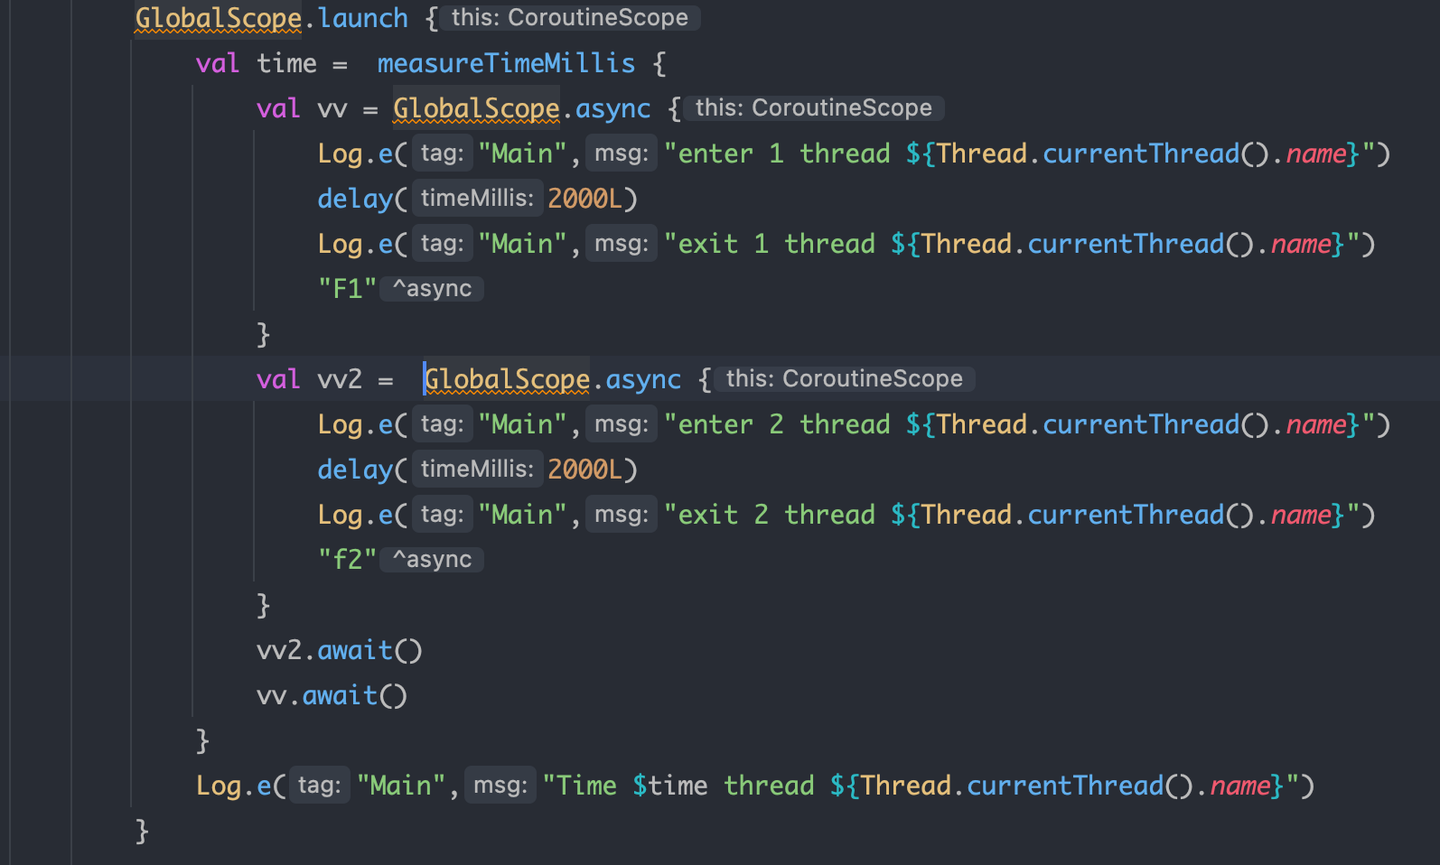 GlobalScope.launch { this: CoroutineScope
val time = measureTimeMillis {
val vv = GlobalScope.async { this: CoroutineScope
Log.e( tag: "Main", msg: "enter 1 thread ${Thread.currentThread().name}")
delay( timeMillis: 2000L)
Log.e( tag: "Main", msg: "exit 1 thread ${Thread.currentThread().name}")
"F1" ^async
}
val vv2 = GlobalScope.async { this: CoroutineScope
Log.e( tag: "Main", msg: "enter 2 thread ${Thread.currentThread().name}")
delay( timeMillis: 2000L)
Log.e( tag: "Main", msg: "exit 2 thread ${Thread.currentThread().name}")
"f2" ^async
}
vv2.await()
vv.await()
}
Log.e( tag: "Main", msg: "Time $time thread ${Thread.currentThread().name}")
}